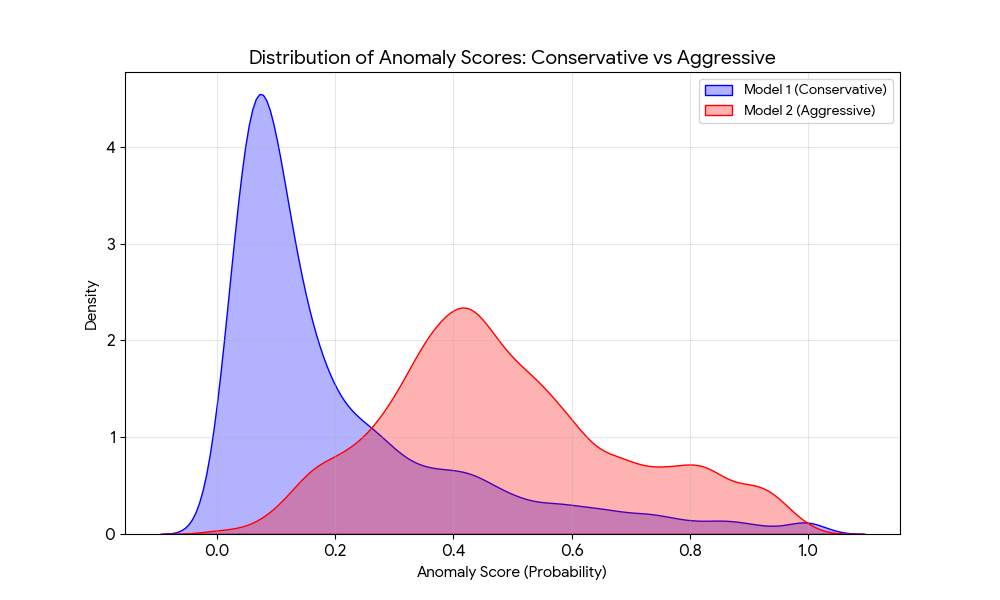 Distribution of Anomaly Scores: Conservative vs Aggressive
Model 1 (Conservative)
Model 2 (Aggressive)
Density
4
3
2
1
0
0.0 0.2 0.4 0.6 0.8 1.0
Anomaly Score (Probability)